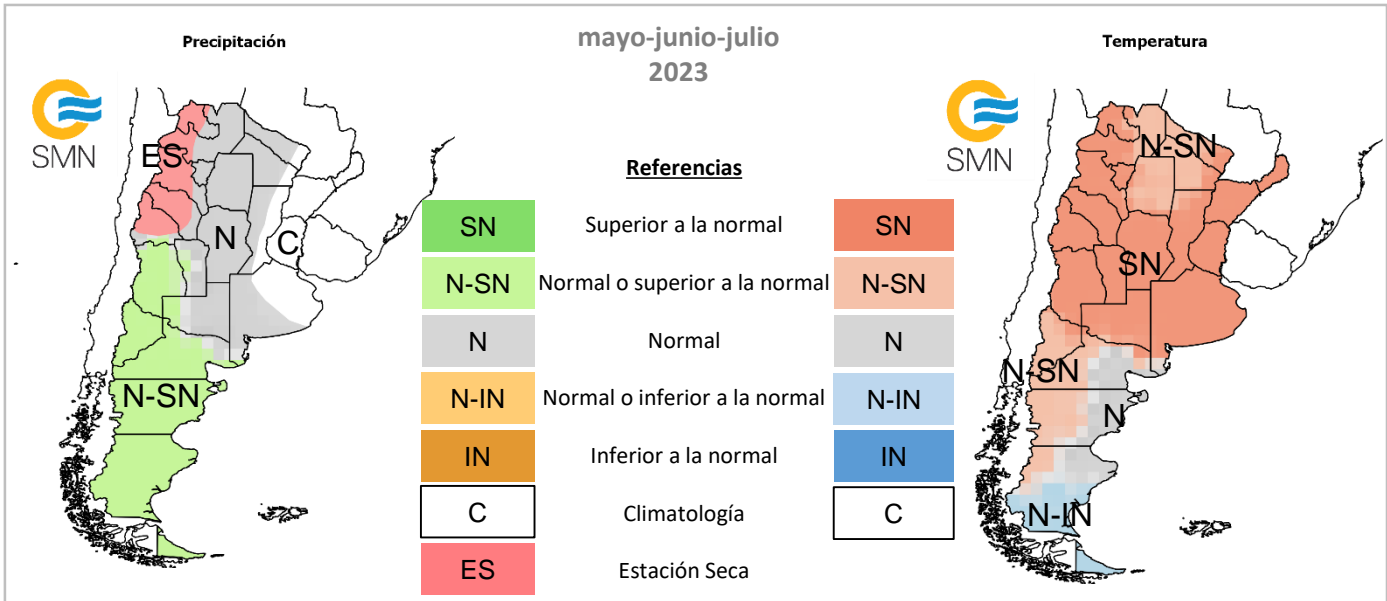 mayo-junio-julio
2023
Precipitación
SMN
ES
N
C
N-SN
Referencias
SN Superior a la normal SN
N-SN Normal o superior a la normal N-SN
N Normal N
N-IN Normal o inferior a la normal N-IN
IN Inferior a la normal IN
C Climatología C
ES Estación Seca
Temperatura
SMN
N-SN
SN
N-SN
N
N-IN